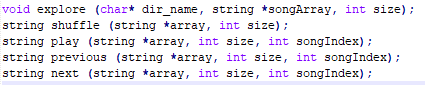 void explore (char* dir_name, string *songArray, int size);
string shuffle (string *array, int size);
string play (string *array, int size, int songIndex);
string previous (string *array, int size, int songIndex);
string next (string *array, int size, int songIndex);